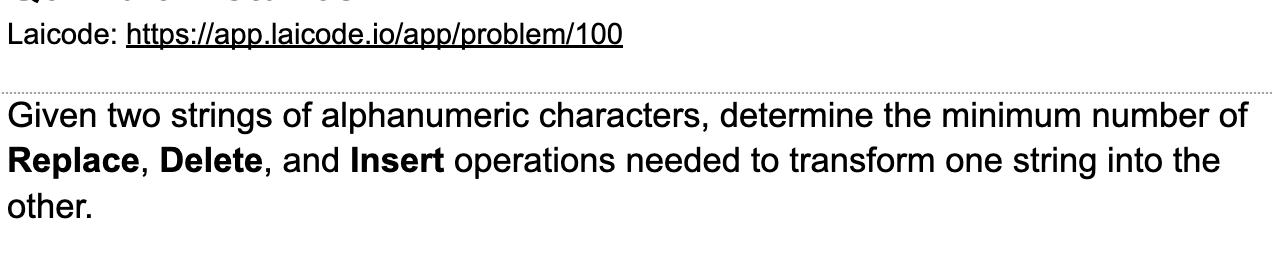 Laicode: https://app.laicode.io/app/problem/100
Given two strings of alphanumeric characters, determine the minimum number of
Replace, Delete, and Insert operations needed to transform one string into the
other.